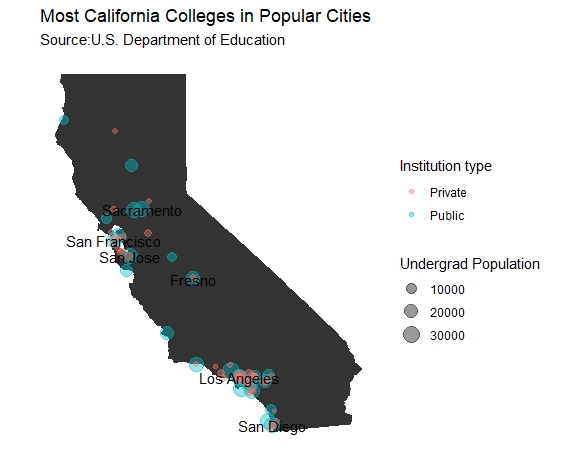 Most California Colleges in Popular Cities
Source:U.S. Department of Education
Institution type
Private
Public
Undergrad Population
10000
20000
30000
Sacramento
San Francisco
San Jose
Fresno
Los Angeles
San Diego